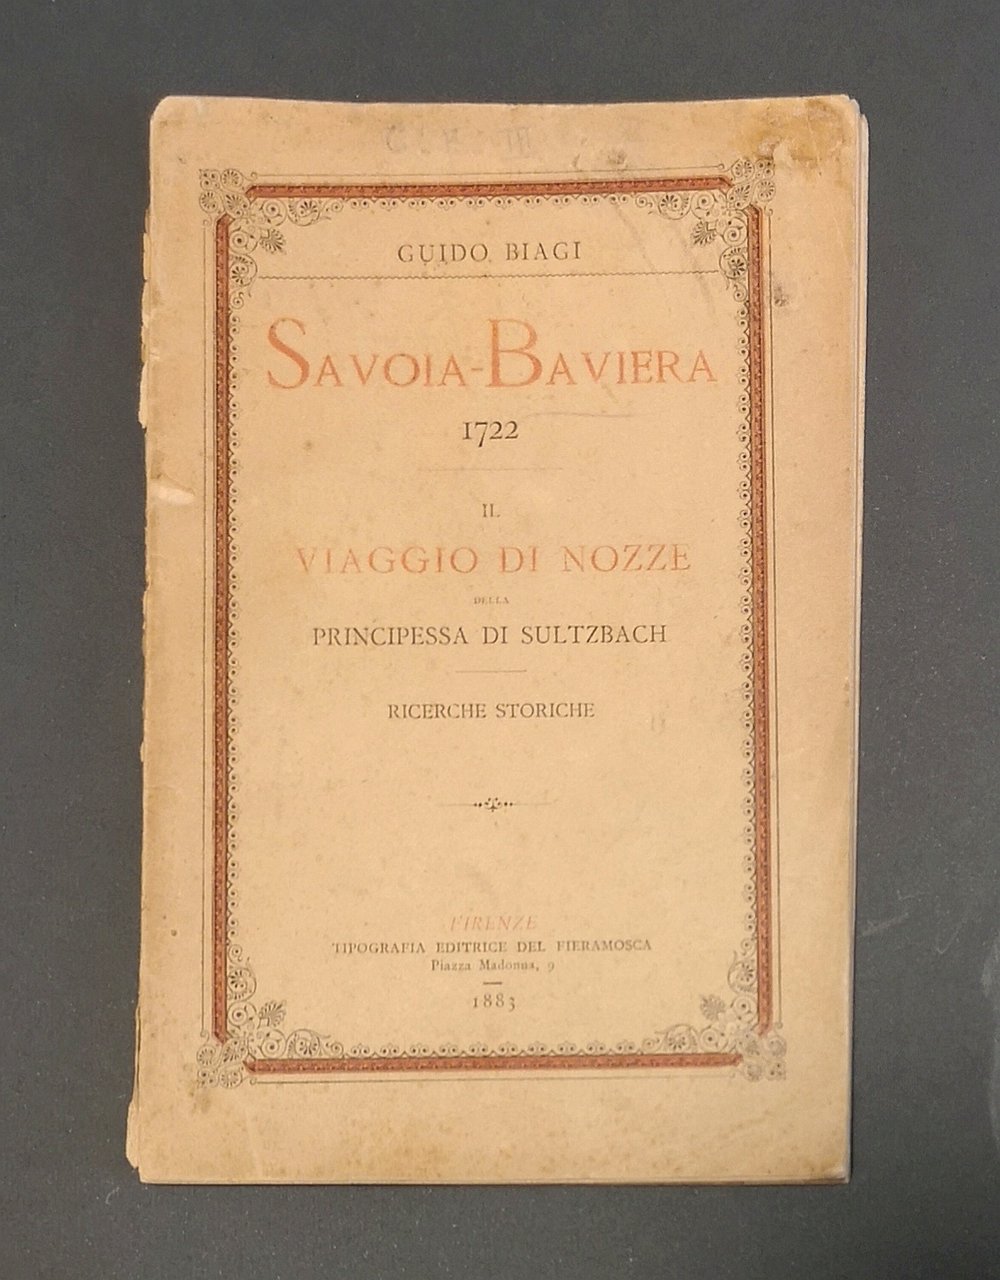 GUIDO BIAGI
SAVOIA-BAVIERA
1722
IL
VIAGGIO DI NOZZE
DELLA
PRINCIPESSA DI SULTZBACH
RICERCHE STORICHE
FIRENZE
TIPOGRAFIA EDITRICE DEL FIERAMOSCA
Piazza Madonna, 9
1883